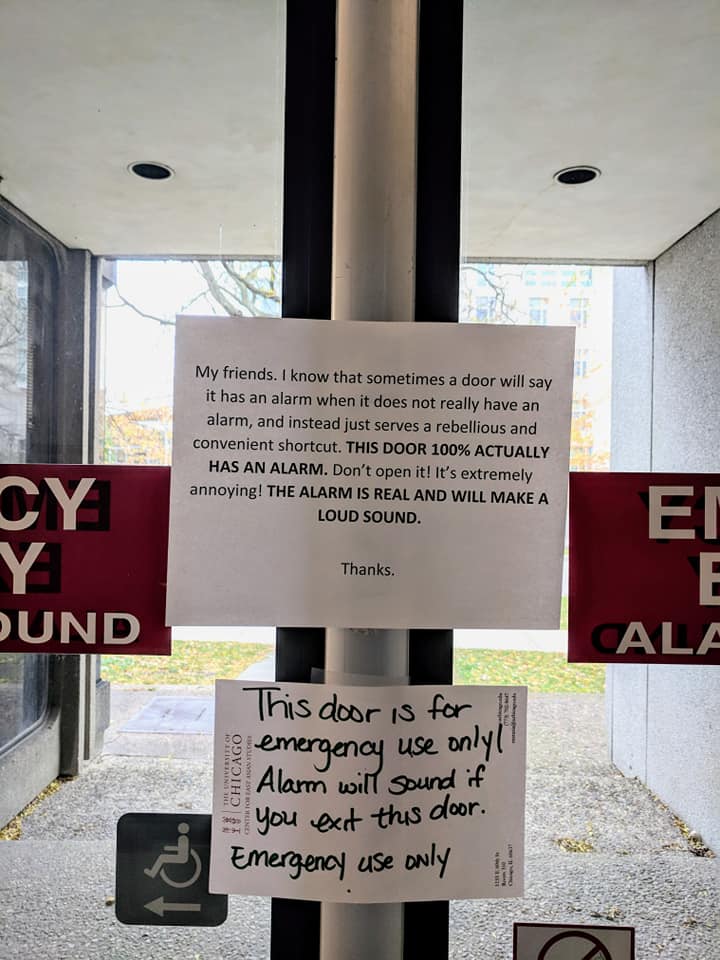 My friends. I know that sometimes a door will say
it has an alarm when it does not really have an
alarm, and instead just serves a rebellious and
convenient shortcut. THIS DOOR 100% ACTUALLY
HAS AN ALARM. Don't open it! It's extremely
annoying! THE ALARM IS REAL AND WILL MAKE A
LOUD SOUND.
Thanks.
CY
Y
OUND
EM
E
ALA
This door is for
emergency use only!
Alarm will sound if
you exit this door.
Emergency use only
THE UNIVERSITY OF
CHICAGO
CENTER FOR EAST ASIAN STUDIES
Chicago, IL 60637